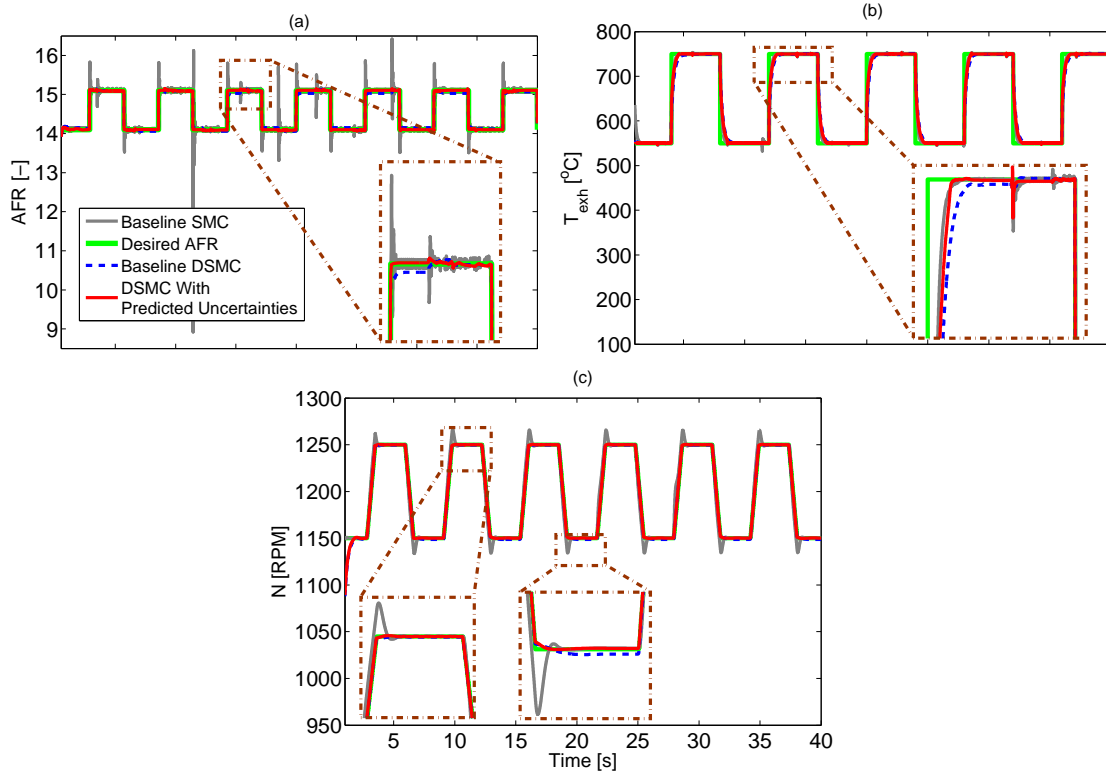 (a)
16
15
14
13
12
11
10
9
AFR [–]
Baseline SMC
Desired AFR
Baseline DSMC
DSMC With
Predicted Uncertainties
(b)
800
700
600
500
400
300
200
100
T_exh [°C]
(c)
1300
1250
1200
1150
1100
1050
1000
950
N [RPM]
5 10 15 20 25 30 35 40
Time [s]